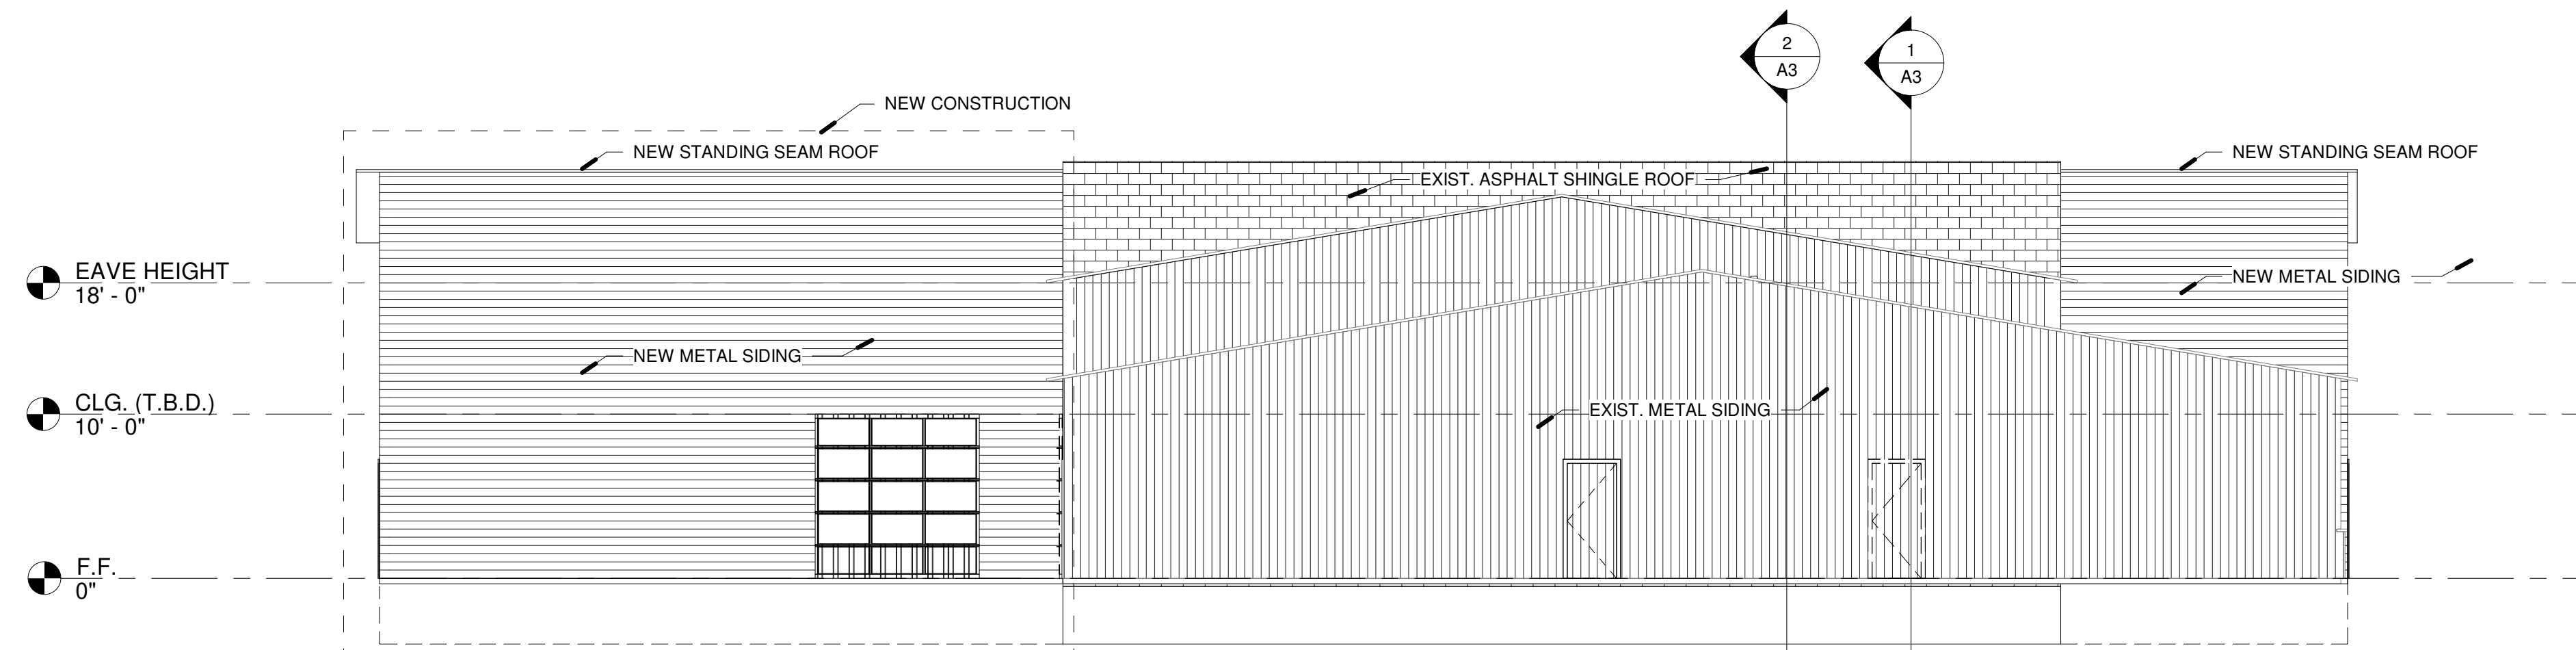 2
A3
1
A3
NEW CONSTRUCTION
NEW STANDING SEAM ROOF
NEW STANDING SEAM ROOF
EXIST. ASPHALT SHINGLE ROOF
EAVE HEIGHT
18' - 0"
NEW METAL SIDING
NEW METAL SIDING
CLG. (T.B.D.)
10' - 0"
EXIST. METAL SIDING
F.F.
0"